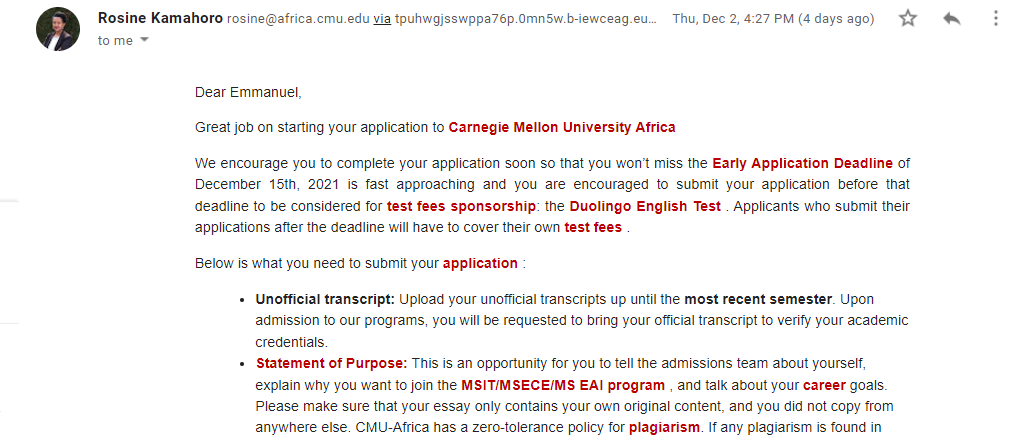 Rosine Kamahoro rosine@africa.cmu.edu via tpuhwgjsswppa76p.0mn5w.b-iewceag.eu... Thu, Dec 2, 4:27 PM (4 days ago)
to me
Dear Emmanuel,
Great job on starting your application to Carnegie Mellon University Africa
We encourage you to complete your application soon so that you won't miss the Early Application Deadline of
December 15th, 2021 is fast approaching and you are encouraged to submit your application before that
deadline to be considered for test fees sponsorship: the Duolingo English Test . Applicants who submit their
applications after the deadline will have to cover their own test fees .
Below is what you need to submit your application :
• Unofficial transcript: Upload your unofficial transcripts up until the most recent semester. Upon
admission to our programs, you will be requested to bring your official transcript to verify your academic
credentials.
• Statement of Purpose: This is an opportunity for you to tell the admissions team about yourself,
explain why you want to join the MSIT/MSECE/MS EAI program , and talk about your career goals.
Please make sure that your essay only contains your own original content, and you did not copy from
anywhere else. CMU-Africa has a zero-tolerance policy for plagiarism. If any plagiarism is found in